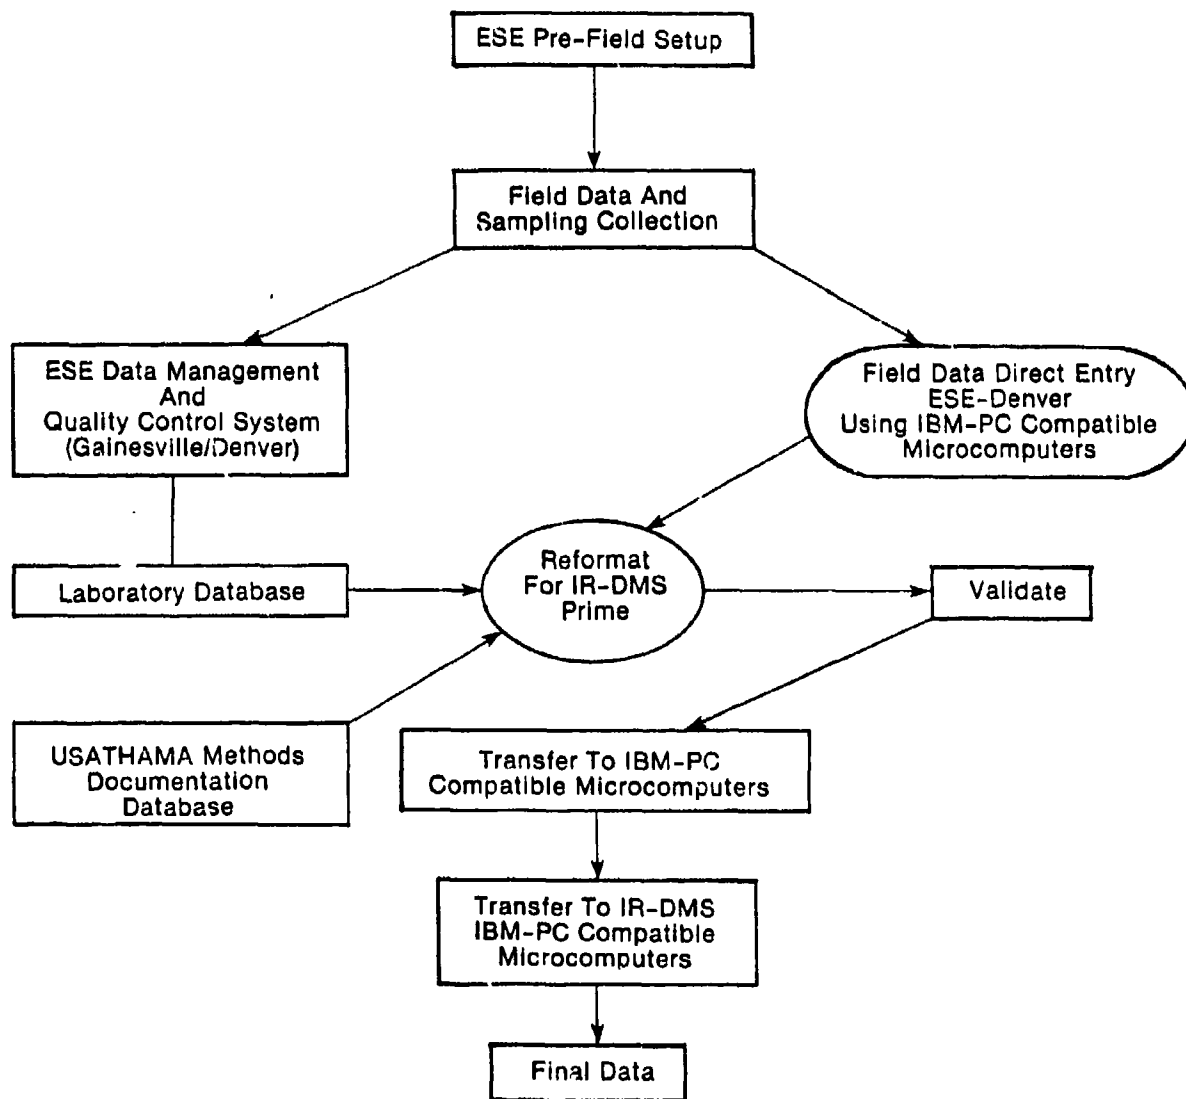 ESE Pre-Field Setup
Field Data And
Sampling Collection
ESE Data Management
And
Quality Control System
(Gainesville/Denver)
Field Data Direct Entry
ESE-Denver
Using IBM-PC Compatible
Microcomputers
Laboratory Database
Reformat
For IR-DMS
Prime
Validate
USATHAMA Methods
Documentation
Database
Transfer To IBM-PC
Compatible Microcomputers
Transfer To IR-DMS
IBM-PC Compatible
Microcomputers
Final Data